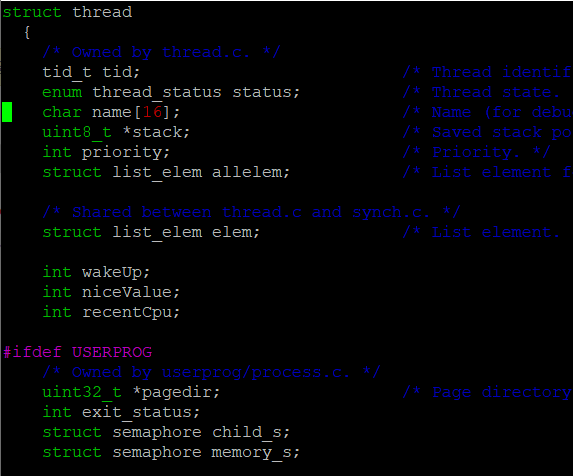 struct thread
{
/* Owned by thread.c. */
tid_t tid; /* Thread identif
enum thread_status status; /* Thread state.
char name[16]; /* Name (for debu
uint8_t *stack; /* Saved stack po
int priority; /* Priority. */
struct list_elem allelem; /* List element f
/* Shared between thread.c and synch.c. */
struct list_elem elem; /* List element.
int wakeUp;
int niceValue;
int recentCpu;
#ifdef USERPROG
/* Owned by userprog/process.c. */
uint32_t *pagedir; /* Page directory
int exit_status;
struct semaphore child_s;
struct semaphore memory_s;